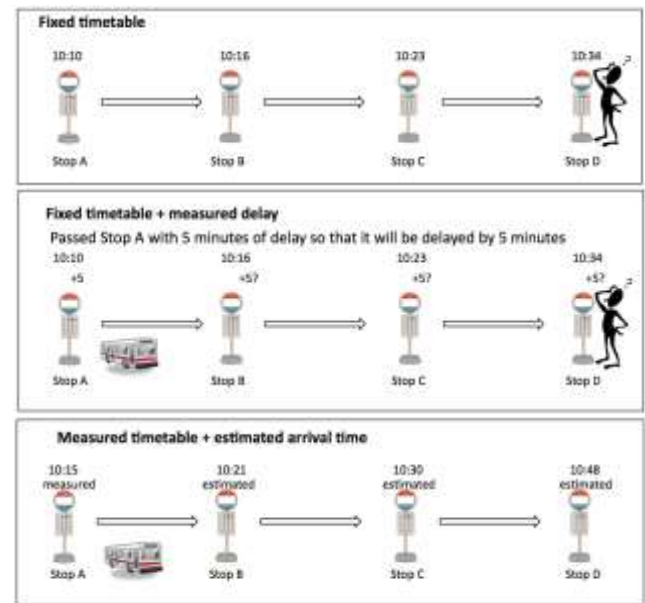 Fixed timetable
10:10 10:16 10:23 10:34
?
Stop A Stop B Stop C Stop D
Fixed timetable + measured delay
Passed Stop A with 5 minutes of delay so that it will be delayed by 5 minutes
10:10 10:16 10:23 10:34
+5 +5? +5? +5?
?
Stop A Stop B Stop C Stop D
Measured timetable + estimated arrival time
10:15 10:21 10:30 10:48
measured estimated estimated estimated
Stop A Stop B Stop C Stop D